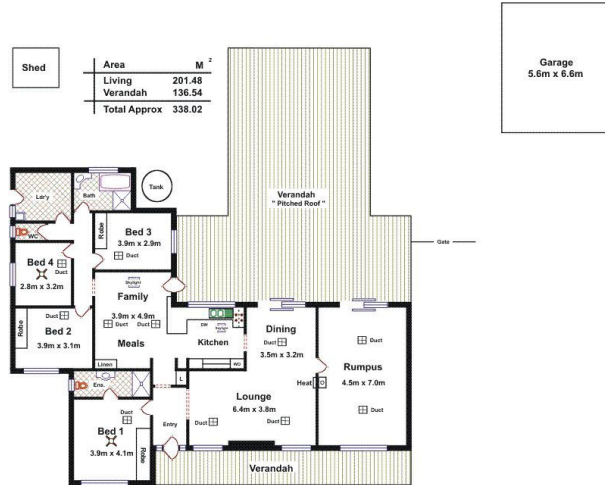 Shed
Area M 2
Living 201.48
Verandah 136.54
Total Approx 338.02
Garage
5.6m x 6.6m
Ldr'y
Bath
Tank
Verandah
" Pitched Roof "
WC
Robe
Bed 3
3.9m x 2.9m
Duct
Gate
Bed 4
Duct
2.8m x 3.2m
Skylight
Family
3.9m x 4.9m
Duct
Duct
Meals
Duct
Robe
Bed 2
3.9m x 3.1m
Linen
DW
Skylight
Kitchen
WO
L
Dining
Duct
3.5m x 3.2m
Duct
Rumpus
4.5m x 7.0m
Heat
Duct
Ens.
Lounge
6.4m x 3.8m
Duct
Duct
Duct
Bed 1
3.9m x 4.1m
Robe
Entry
Verandah